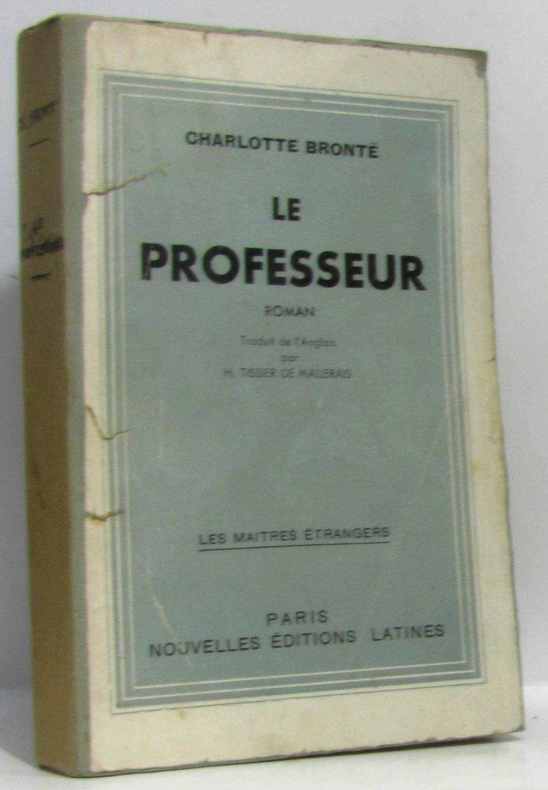 CHARLOTTE BRONTË
LE
PROFESSEUR
ROMAN
Traduit de l'Anglais
par
H. TISSIER DE MALLERAIS
LES MAITRES ÉTRANGERS
PARIS
NOUVELLES ÉDITIONS LATINES